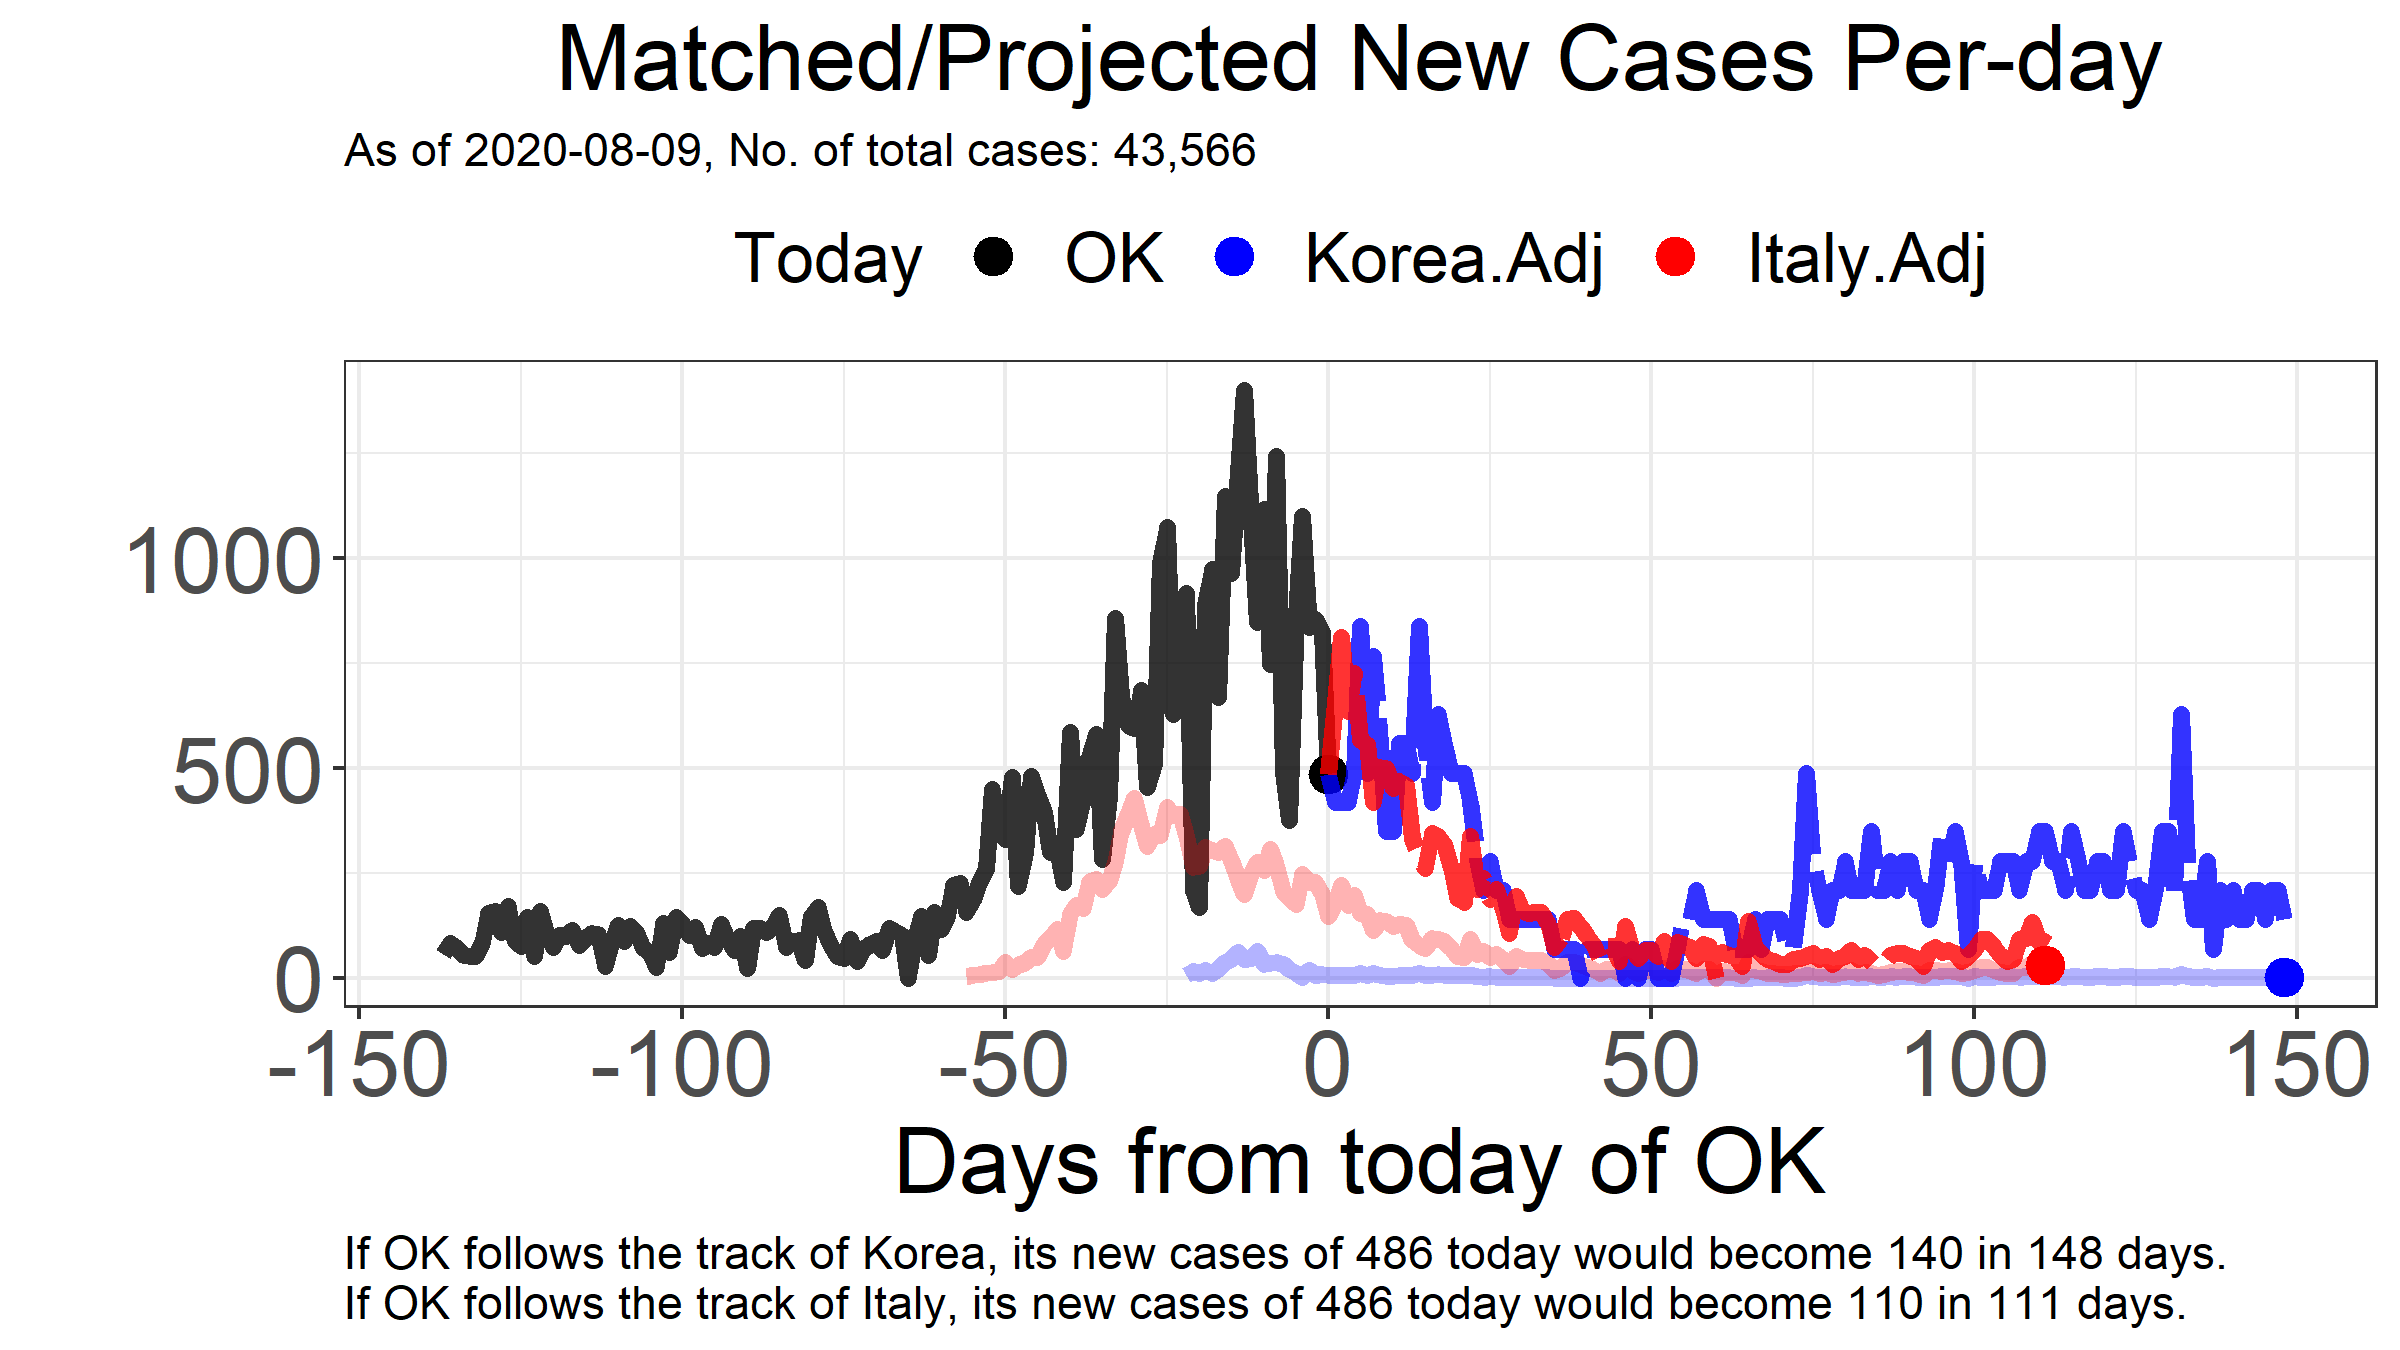 Matched/Projected New Cases Per-day
As of 2020-08-09, No. of total cases: 43,566
Today OK Korea.Adj Italy.Adj
1000
500
0
-150 -100 -50 0 50 100 150
Days from today of OK
If OK follows the track of Korea, its new cases of 486 today would become 140 in 148 days.
If OK follows the track of Italy, its new cases of 486 today would become 110 in 111 days.